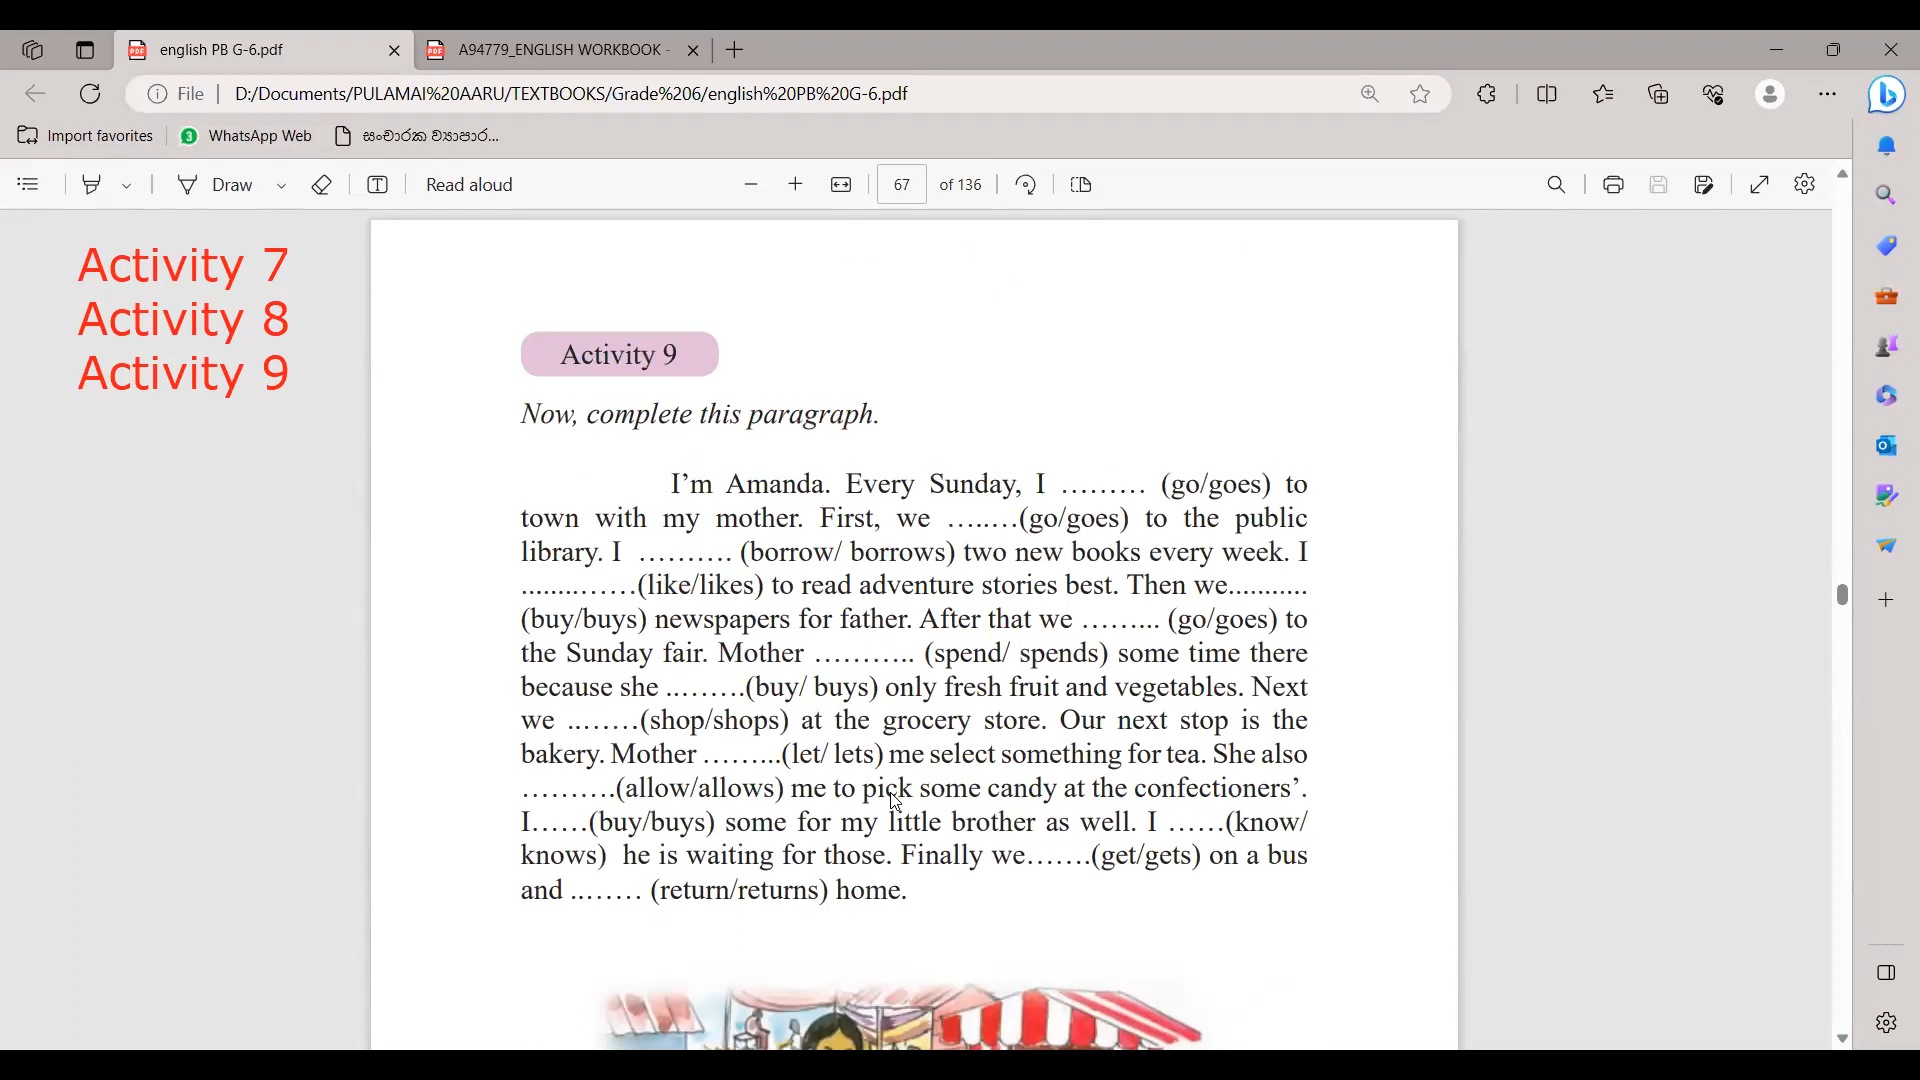 english PB G-6.pdf
A94779_ENGLISH WORKBOOK -
File
D:/Documents/PULAMAI%20AARU/TEXTBOOKS/Grade%206/english%20PB%20G-6.pdf
Import favorites
3
WhatsApp Web
සංචාරක ව්‍යාපාර...
Draw
Read aloud
67
of 136
Activity 7
Activity 8
Activity 9
Activity 9
Now, complete this paragraph.
I’m Amanda. Every Sunday, I ……… (go/goes) to
town with my mother. First, we …..…(go/goes) to the public
library. I ………. (borrow/ borrows) two new books every week. I
........……(like/likes) to read adventure stories best. Then we...........
(buy/buys) newspapers for father. After that we ……... (go/goes) to
the Sunday fair. Mother ……….. (spend/ spends) some time there
because she ..…….(buy/ buys) only fresh fruit and vegetables. Next
we ..……(shop/shops) at the grocery store. Our next stop is the
bakery. Mother ……...(let/ lets) me select something for tea. She also
……….(allow/allows) me to pick some candy at the confectioners’.
I……(buy/buys) some for my little brother as well. I ……(know/
knows) he is waiting for those. Finally we…….(get/gets) on a bus
and ..…… (return/returns) home.